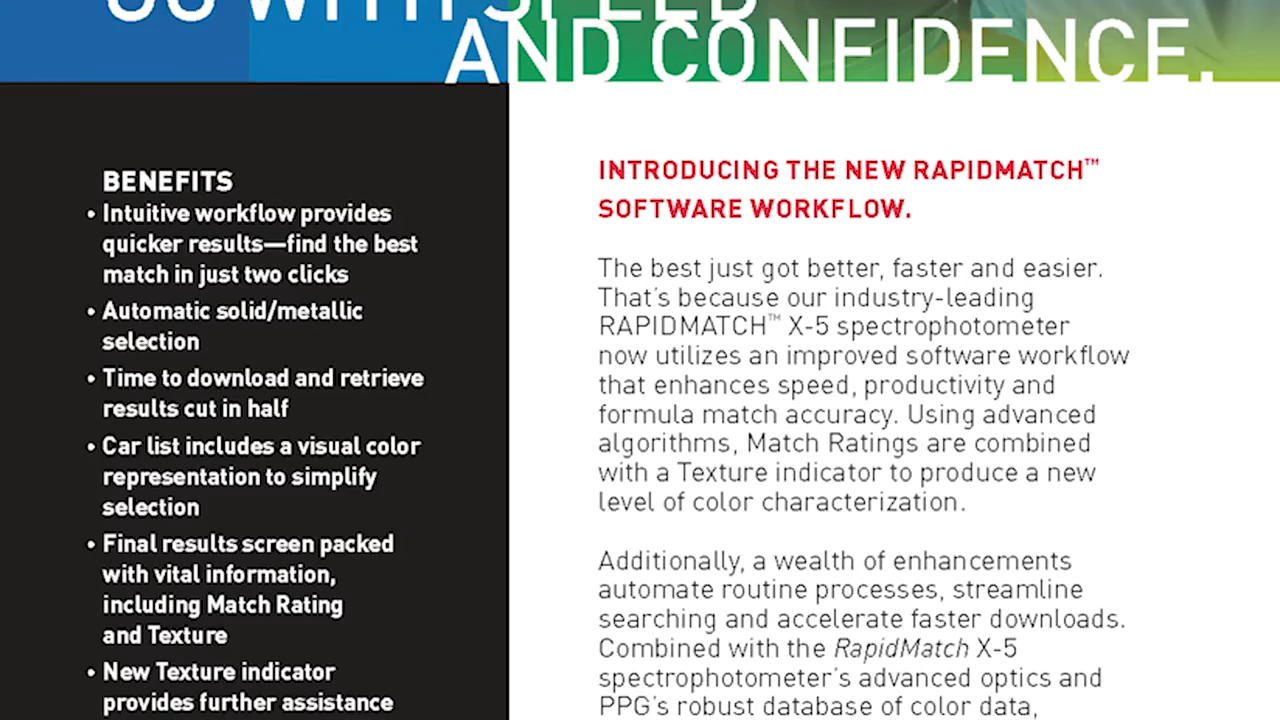 GO WITH SPEED
AND CONFIDENCE.
BENEFITS
• Intuitive workflow provides
quicker results—find the best
match in just two clicks
• Automatic solid/metallic
selection
• Time to download and retrieve
results cut in half
• Car list includes a visual color
representation to simplify
selection
• Final results screen packed
with vital information,
including Match Rating
and Texture
• New Texture indicator
provides further assistance
INTRODUCING THE NEW RAPIDMATCH™
SOFTWARE WORKFLOW.
The best just got better, faster and easier.
That’s because our industry-leading
RAPIDMATCH™ X-5 spectrophotometer
now utilizes an improved software workflow
that enhances speed, productivity and
formula match accuracy. Using advanced
algorithms, Match Ratings are combined
with a Texture indicator to produce a new
level of color characterization.
Additionally, a wealth of enhancements
automate routine processes, streamline
searching and accelerate faster downloads.
Combined with the RapidMatch X-5
spectrophotometer’s advanced optics and
PPG’s robust database of color data,